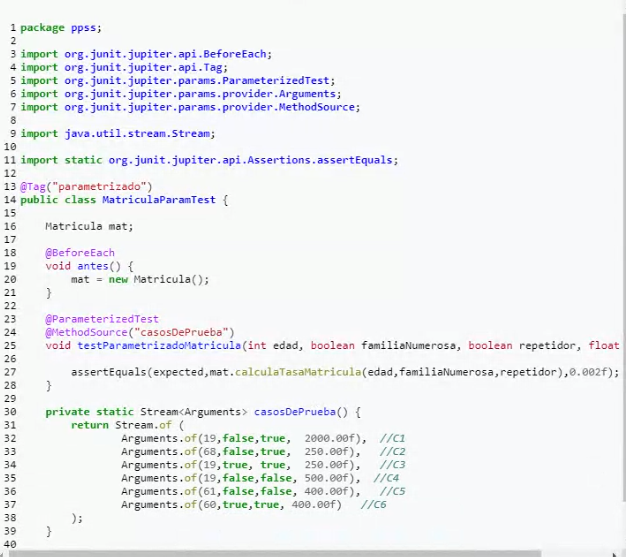 1 package ppss;
2
3 import org.junit.jupiter.api.BeforeEach;
4 import org.junit.jupiter.api.Tag;
5 import org.junit.jupiter.params.ParameterizedTest;
6 import org.junit.jupiter.params.provider.Arguments;
7 import org.junit.jupiter.params.provider.MethodSource;
8
9 import java.util.stream.Stream;
10
11 import static org.junit.jupiter.api.Assertions.assertEquals;
12
13 @Tag("parametrizado")
14 public class MatriculaParamTest {
15
16     Matricula mat;
17
18     @BeforeEach
19     void antes() {
20         mat = new Matricula();
21     }
22
23     @ParameterizedTest
24     @MethodSource("casosDePrueba")
25     void testParametrizadoMatricula(int edad, boolean familiaNumerosa, boolean repetidor, float
26
27         assertEquals(expected,mat.calculaTasaMatricula(edad,familiaNumerosa,repetidor),0.002f);
28     }
29
30     private static Stream<Arguments> casosDePrueba() {
31         return Stream.of (
32                 Arguments.of(19,false,true,  2000.00f),  //C1
33                 Arguments.of(68,false,true,  250.00f),  //C2
34                 Arguments.of(19,true, true,  250.00f),  //C3
35                 Arguments.of(19,false,false, 500.00f),  //C4
36                 Arguments.of(61,false,false, 400.00f),  //C5
37                 Arguments.of(60,true,true, 400.00f)   //C6
38         );
39     }
40